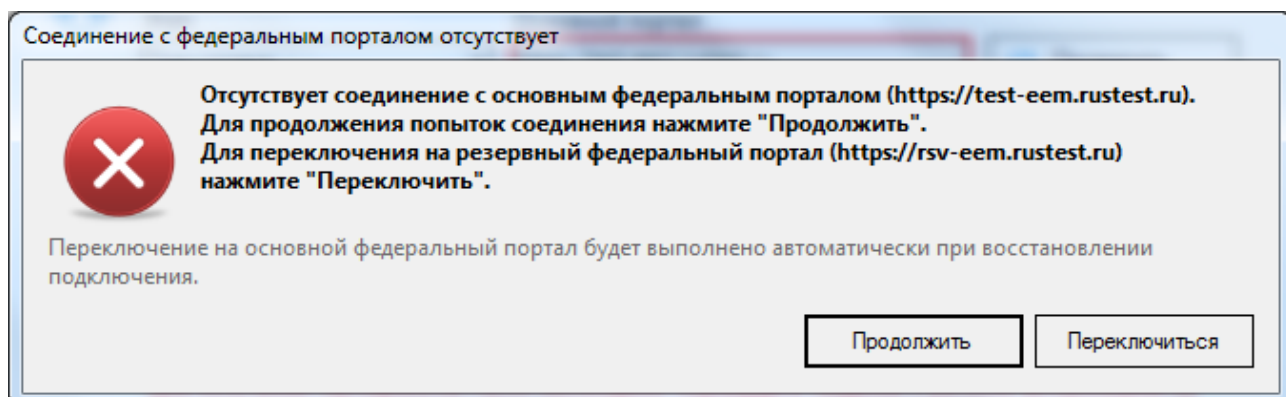 Соединение с федеральным порталом отсутствует
Отсутствует соединение с основным федеральным порталом (https://test-eem.rustest.ru).
Для продолжения попыток соединения нажмите "Продолжить".
Для переключения на резервный федеральный портал (https://rsv-eem.rustest.ru)
нажмите "Переключить".
Переключение на основной федеральный портал будет выполнено автоматически при восстановлении
подключения.
Продолжить
Переключиться